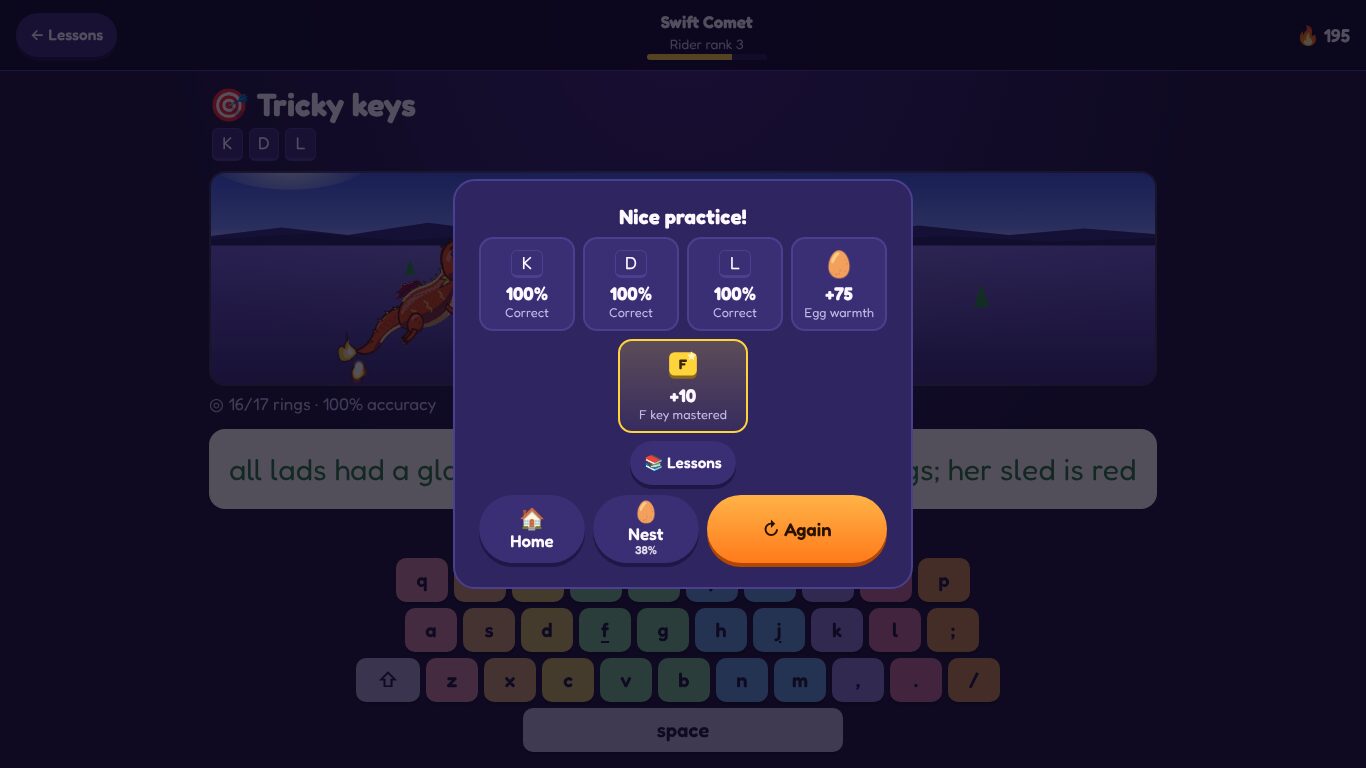 ← Lessons
Swift Comet
Rider rank 3
195
Tricky keys
K D L
Nice practice!
K
100%
Correct
D
100%
Correct
L
100%
Correct
+75
Egg warmth
F
+10
F key mastered
16/17 rings · 100% accuracy
all lads had a gs; her sled is red
Lessons
Home
Nest
38%
↻ Again
q p
a s d f g h j k l ;
⇧ z x c v b n m , . /
space